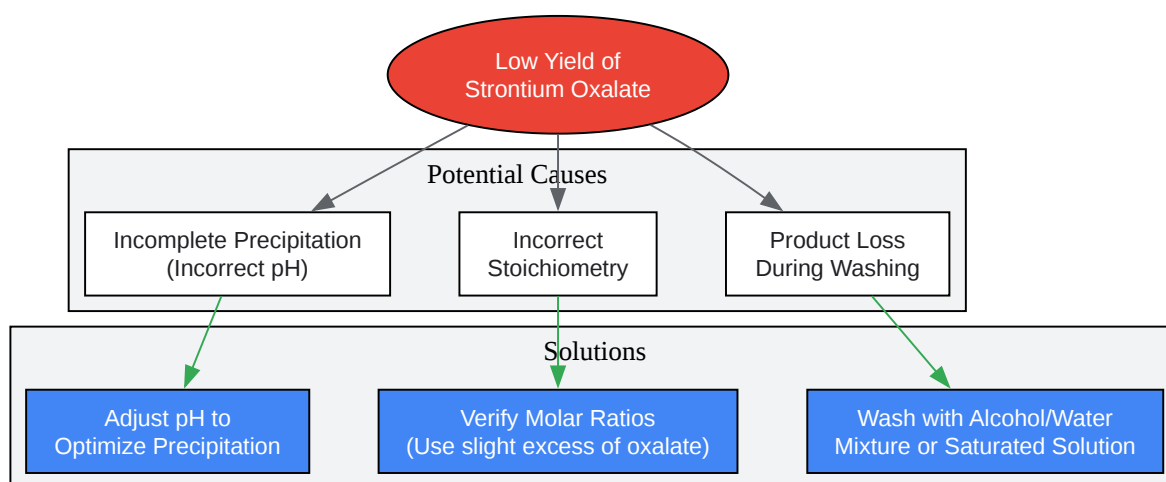 Low Yield of
Strontium Oxalate
Potential Causes
Incomplete Precipitation
(Incorrect pH)
Incorrect
Stoichiometry
Product Loss
During Washing
Solutions
Adjust pH to
Optimize Precipitation
Verify Molar Ratios
(Use slight excess of oxalate)
Wash with Alcohol/Water
Mixture or Saturated Solution